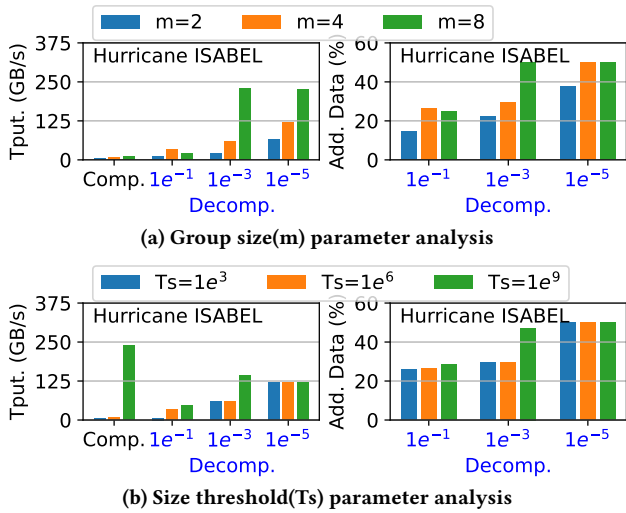 m=2 m=4 m=8
Tput. (GB/s)
375
250
125
0
Hurricane ISABEL
Comp. 1e^-1 1e^-3 1e^-5
Decomp.
Add. Data (%)
60
40
20
0
Hurricane ISABEL
1e^-1 1e^-3 1e^-5
Decomp.
(a) Group size(m) parameter analysis
Ts=1e^3 Ts=1e^6 Ts=1e^9
Tput. (GB/s)
375
250
125
0
Hurricane ISABEL
Comp. 1e^-1 1e^-3 1e^-5
Decomp.
Add. Data (%)
60
40
20
0
Hurricane ISABEL
1e^-1 1e^-3 1e^-5
Decomp.
(b) Size threshold(Ts) parameter analysis